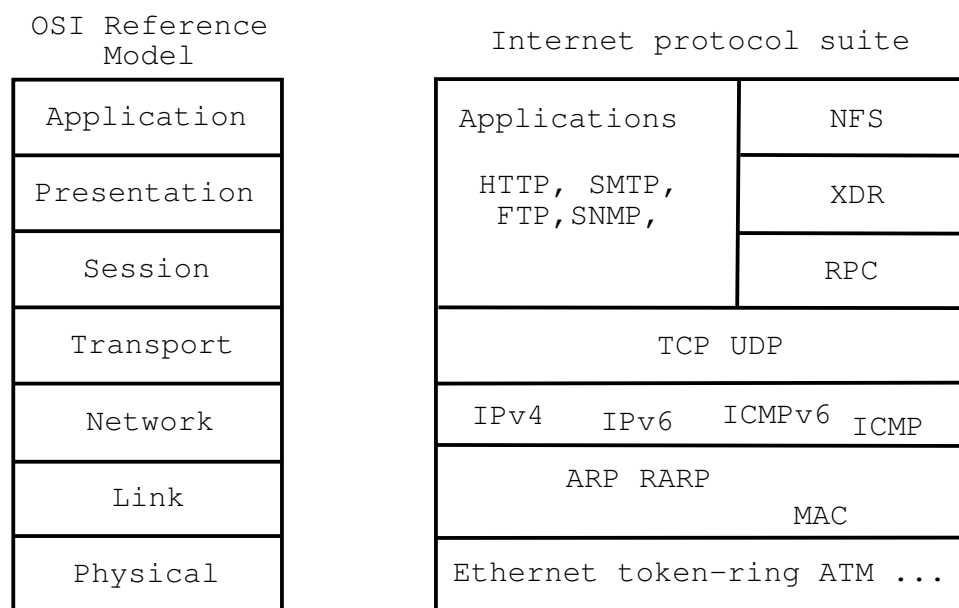 OSI Reference
Model
Application
Presentation
Session
Transport
Network
Link
Physical
Internet protocol suite
Applications
HTTP, SMTP,
FTP,SNMP,
NFS
XDR
RPC
TCP UDP
IPv4 IPv6 ICMPv6 ICMP
ARP RARP
MAC
Ethernet token-ring ATM ...